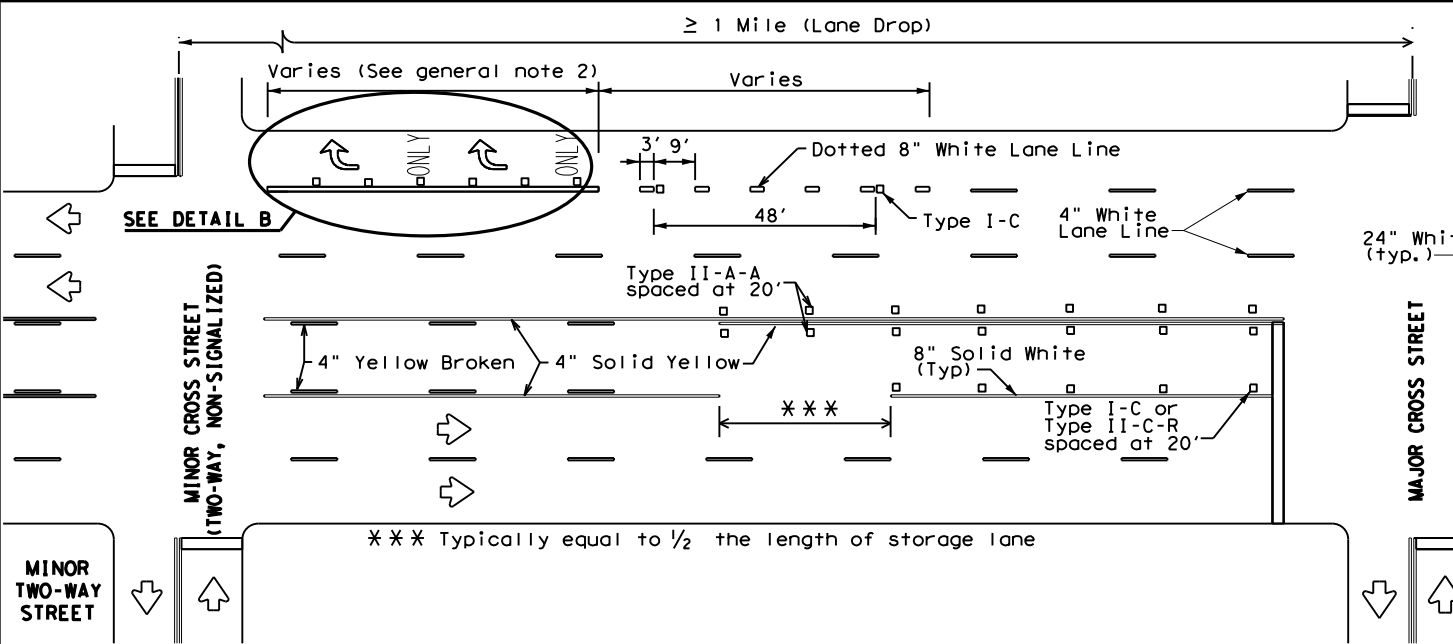 ≥ 1 Mile (Lane Drop)
Varies (See general note 2)
Varies
ONLY
ONLY
3' 9'
Dotted 8" White Lane Line
SEE DETAIL B
48'
Type I-C
4" White
Lane Line
24" Whi
(typ.)
Type II-A-A
spaced at 20'
MINOR CROSS STREET
(TWO-WAY, NON-SIGNALIZED)
4" Yellow Broken
4" Solid Yellow
8" Solid White
(Typ)
***
Type I-C or
Type II-C-R
spaced at 20'
MAJOR CROSS STREET
*** Typically equal to ½ the length of storage lane
MINOR
TWO-WAY
STREET